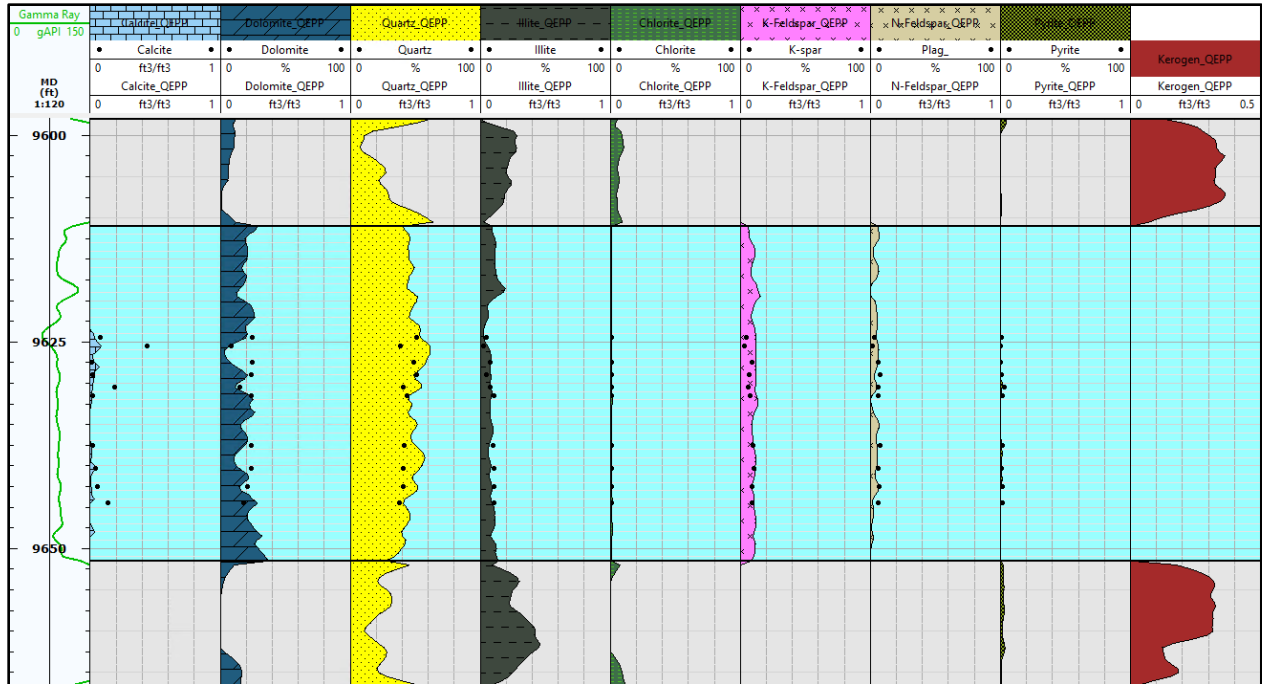 Gamma Ray
0 gAPI 150
MD
(ft)
1:120
Calcite_QEPP Dolomite_QEPP Quartz_QEPP Illite_QEPP Chlorite_QEPP K-Feldspar_QEPP N-Feldspar_QEPP Pyrite_QEPP Kerogen_QEPP
Calcite Dolomite Quartz Illite Chlorite K-spar Plag_ Pyrite
0 ft3/ft3 1 0 % 100 0 % 100 0 % 100 0 % 100 0 % 100 0 % 100 0 % 100
Calcite_QEPP Dolomite_QEPP Quartz_QEPP Illite_QEPP Chlorite_QEPP K-Feldspar_QEPP N-Feldspar_QEPP Pyrite_QEPP Kerogen_QEPP
0 ft3/ft3 1 0 ft3/ft3 1 0 ft3/ft3 1 0 ft3/ft3 1 0 ft3/ft3 1 0 ft3/ft3 1 0 ft3/ft3 1 0 ft3/ft3 1 0 ft3/ft3 0.5
9600
9625
9650